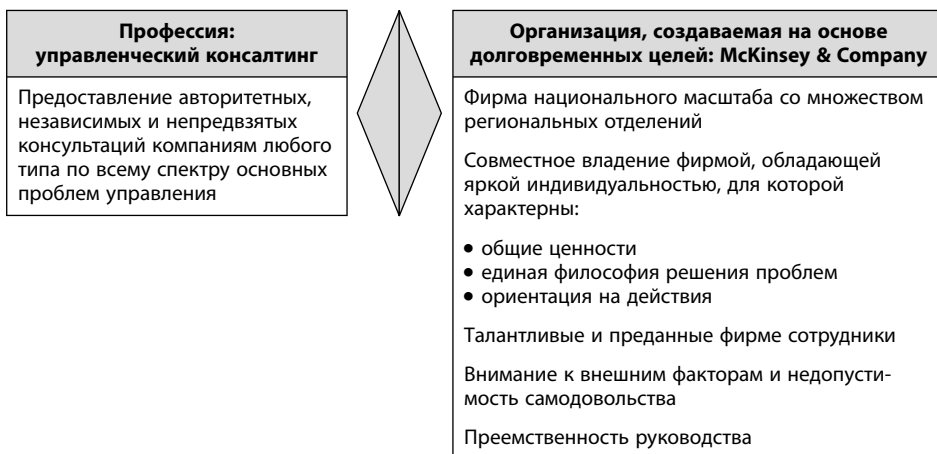 Профессия:
управленческий консалтинг
Предоставление авторитетных,
независимых и непредвзятых
консультаций компаниям любого
типа по всему спектру основных
проблем управления
Организация, создаваемая на основе
долговременных целей: McKinsey & Company
Фирма национального масштаба со множеством
региональных отделений
Совместное владение фирмой, обладающей
яркой индивидуальностью, для которой
характерны:
• общие ценности
• единая философия решения проблем
• ориентация на действия
Талантливые и преданные фирме сотрудники
Внимание к внешним факторам и недопусти-
мость самодовольства
Преемственность руководства